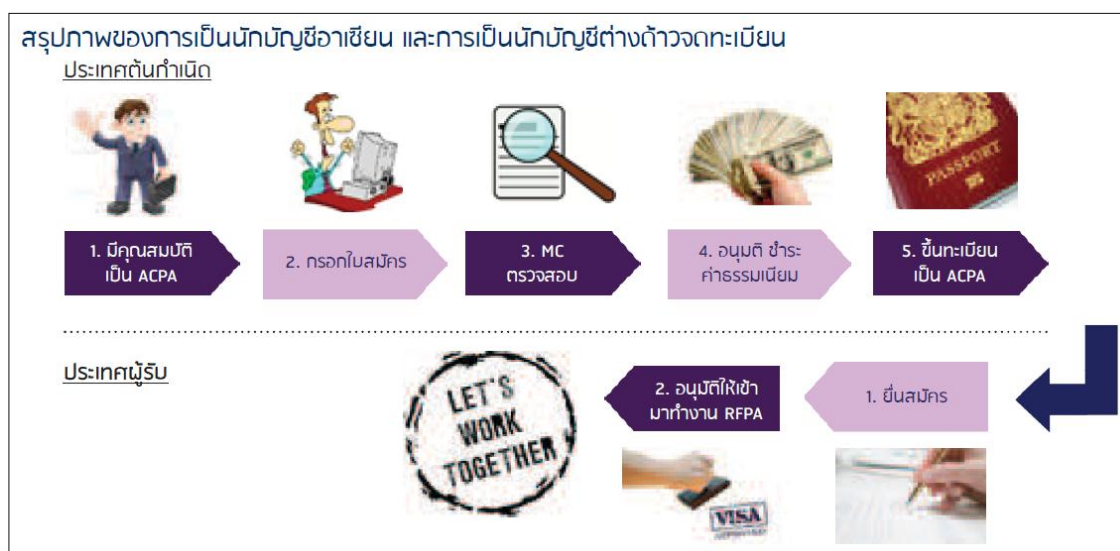 สรุปภาพของการเป็นนักบัญชีอาเซียน และการเป็นนักบัญชีต่างด้าวจดทะเบียน
ประเทศต้นกำเนิด
PASSPORT
1. มีคุณสมบัติ
เป็น ACPA
2. กรอกใบสมัคร
3. MC
ตรวจสอบ
4. อนุมติ ชำระ
ค่าธรรมเนียม
5. ขึ้นทะเบียน
เป็น ACPA
ประเทศผู้รับ
LET'S
WORK
TOGETHER
2. อนุมัติให้เข้า
มาทำงาน RFPA
1. ยื่นสมัคร
VISA